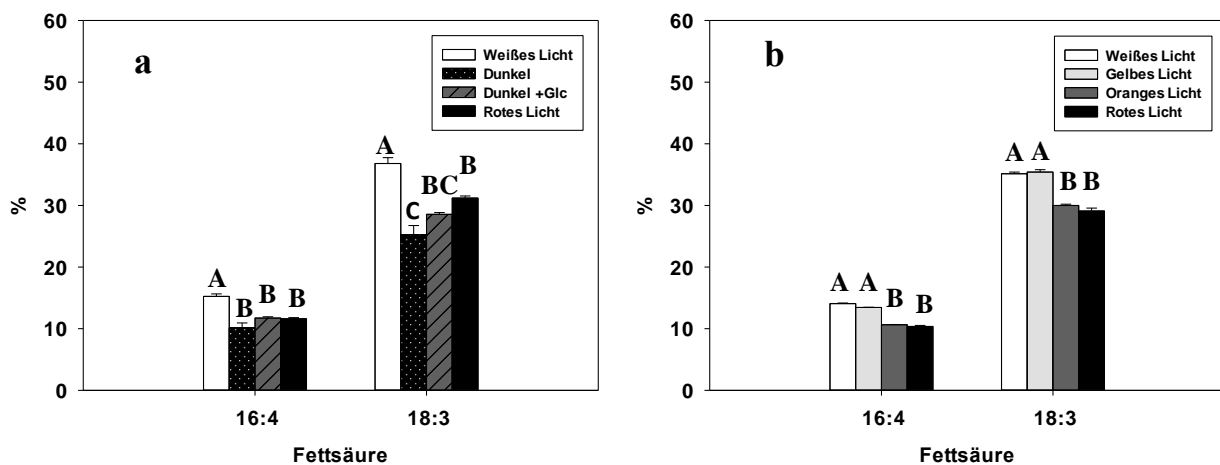 a
60
50
40
30
20
10
0
%
Weißes Licht
Dunkel
Dunkel +Glc
Rotes Licht
A
B
B
B
A
C
BC
B
16:4
18:3
Fettsäure
b
60
50
40
30
20
10
0
%
Weißes Licht
Gelbes Licht
Oranges Licht
Rotes Licht
A
A
B
B
A
A
B
B
16:4
18:3
Fettsäure